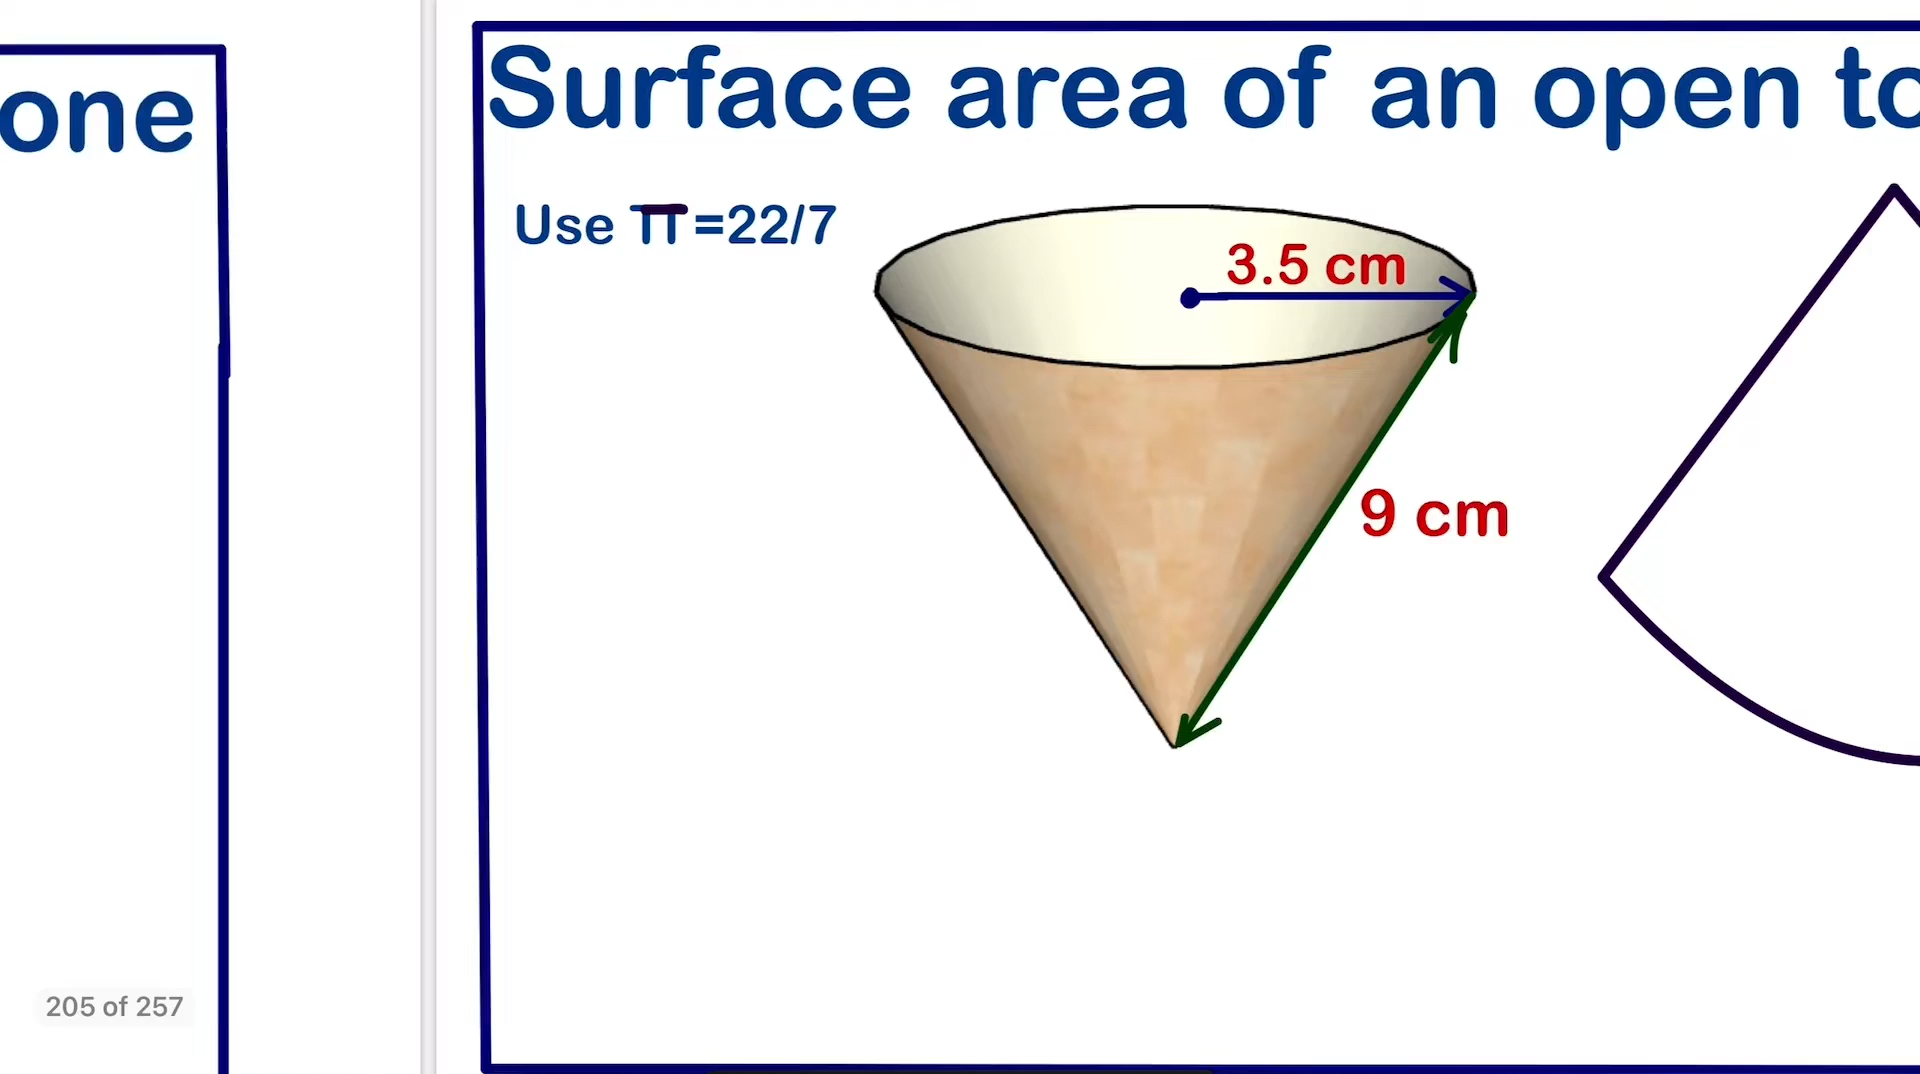 one
Surface area of an open to
Use π=22/7
3.5 cm
9 cm
205 of 257